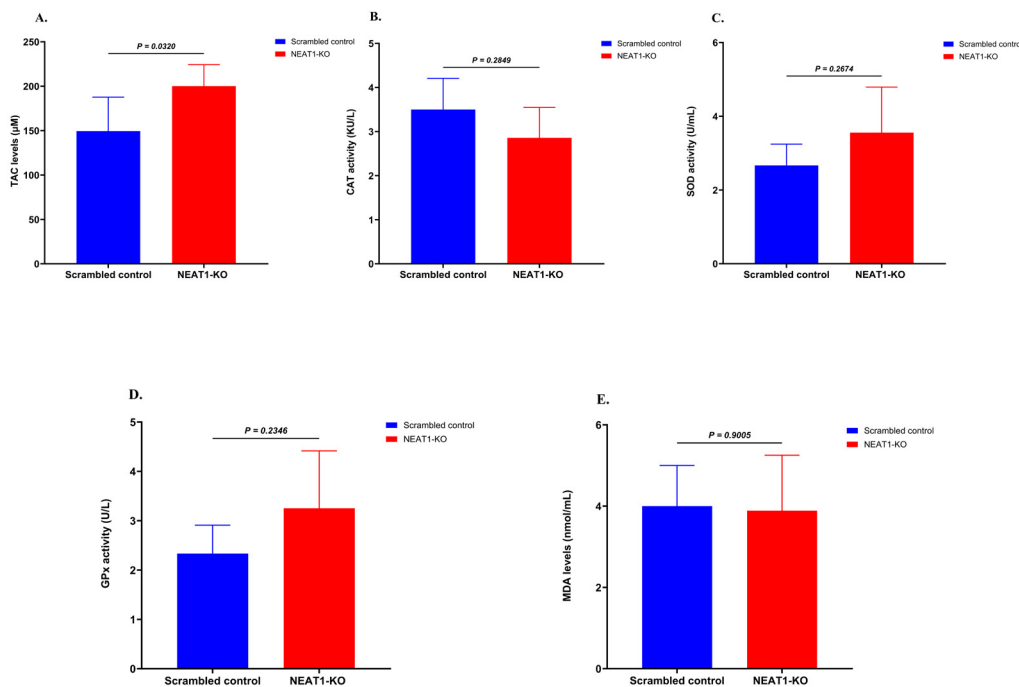 A.
P = 0.0320
Scrambled control
NEAT1-KO
TAC levels (µM)
250
200
150
100
50
0
Scrambled control
NEAT1-KO
B.
P = 0.2849
Scrambled control
NEAT1-KO
CAT activity (KU/L)
5
4
3
2
1
0
Scrambled control
NEAT1-KO
C.
P = 0.2674
Scrambled control
NEAT1-KO
SOD activity (U/mL)
6
4
2
0
Scrambled control
NEAT1-KO
D.
P = 0.2346
Scrambled control
NEAT1-KO
GPx activity (U/L)
5
4
3
2
1
0
Scrambled control
NEAT1-KO
E.
P = 0.9005
Scrambled control
NEAT1-KO
MDA levels (nmol/mL)
6
4
2
0
Scrambled control
NEAT1-KO